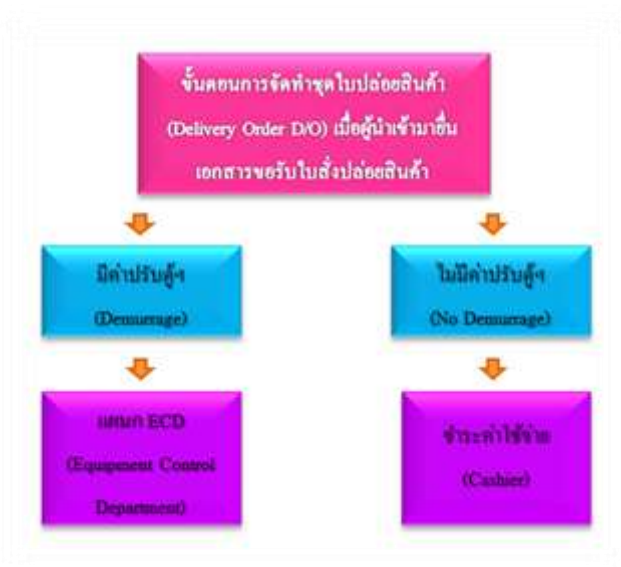 ขั้นตอนการจัดทำชุดใบปล่อยสินค้า
(Delivery Order D/O) เมื่อผู้นำเข้ามายื่น
เอกสารขอรับใบสั่งปล่อยสินค้า
มีค่าปรับตู้ฯ
(Demurrage)
ไม่มีค่าปรับตู้ฯ
(No Demurrage)
แผนก ECD
(Equipment Control
Department)
ชำระค่าใช้จ่าย
(Cashier)